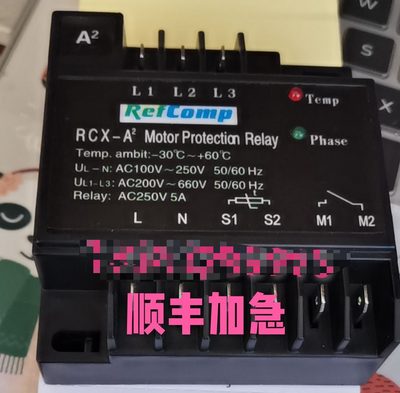 A²
L1 L2 L3
RefComp
Temp
RCX-A² Motor Protection Relay
Phase
Temp. ambit:-30℃~+60℃
UL-N: AC100V~250V 50/60 Hz
UL1-L3: AC200V~660V 50/60 Hz
Relay: AC250V 5A
t
L N S1 S2 M1 M2
顺丰加急